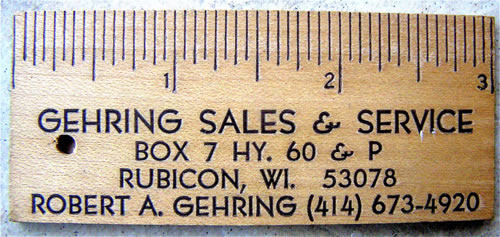 1 2 3
GEHRING SALES & SERVICE
BOX 7 HY. 60 & P
RUBICON, WI. 53078
ROBERT A. GEHRING (414) 673-4920